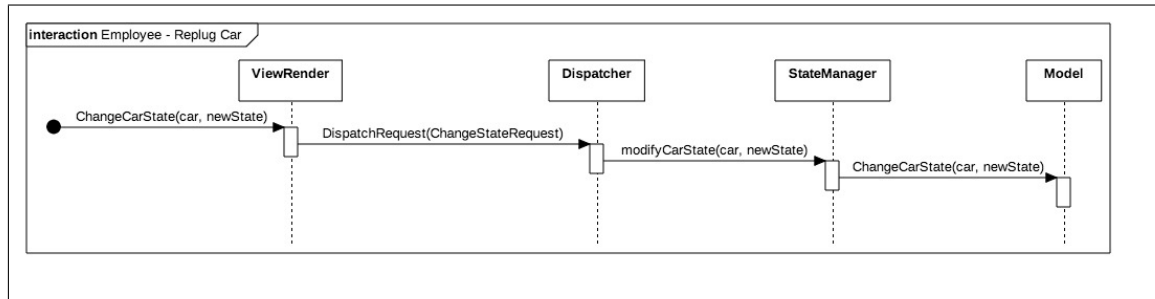 interaction Employee - Replug Car
ViewRender
Dispatcher
StateManager
Model
ChangeCarState(car, newState)
DispatchRequest(ChangeStateRequest)
modifyCarState(car, newState)
ChangeCarState(car, newState)